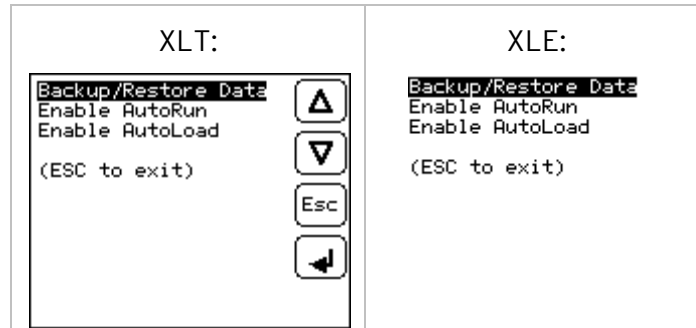 XLT:
Backup/Restore Data
Enable AutoRun
Enable AutoLoad
(ESC to exit)
Esc
XLE:
Backup/Restore Data
Enable AutoRun
Enable AutoLoad
(ESC to exit)